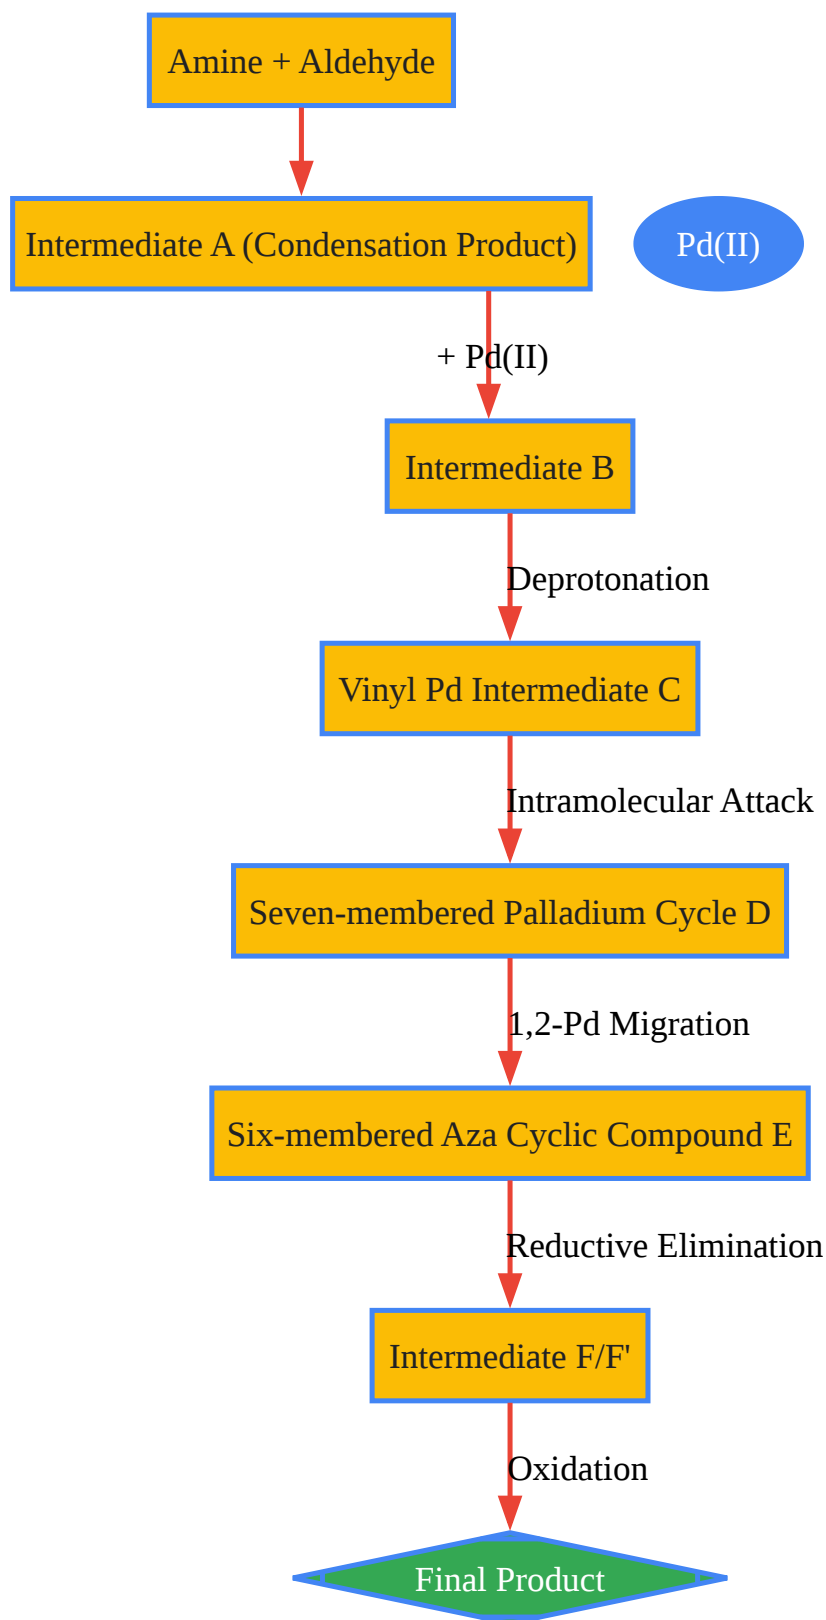 Amine + Aldehyde
Intermediate A (Condensation Product)
Pd(II)
+ Pd(II)
Intermediate B
Deprotonation
Vinyl Pd Intermediate C
Intramolecular Attack
Seven-membered Palladium Cycle D
1,2-Pd Migration
Six-membered Aza Cyclic Compound E
Reductive Elimination
Intermediate F/F'
Oxidation
Final Product